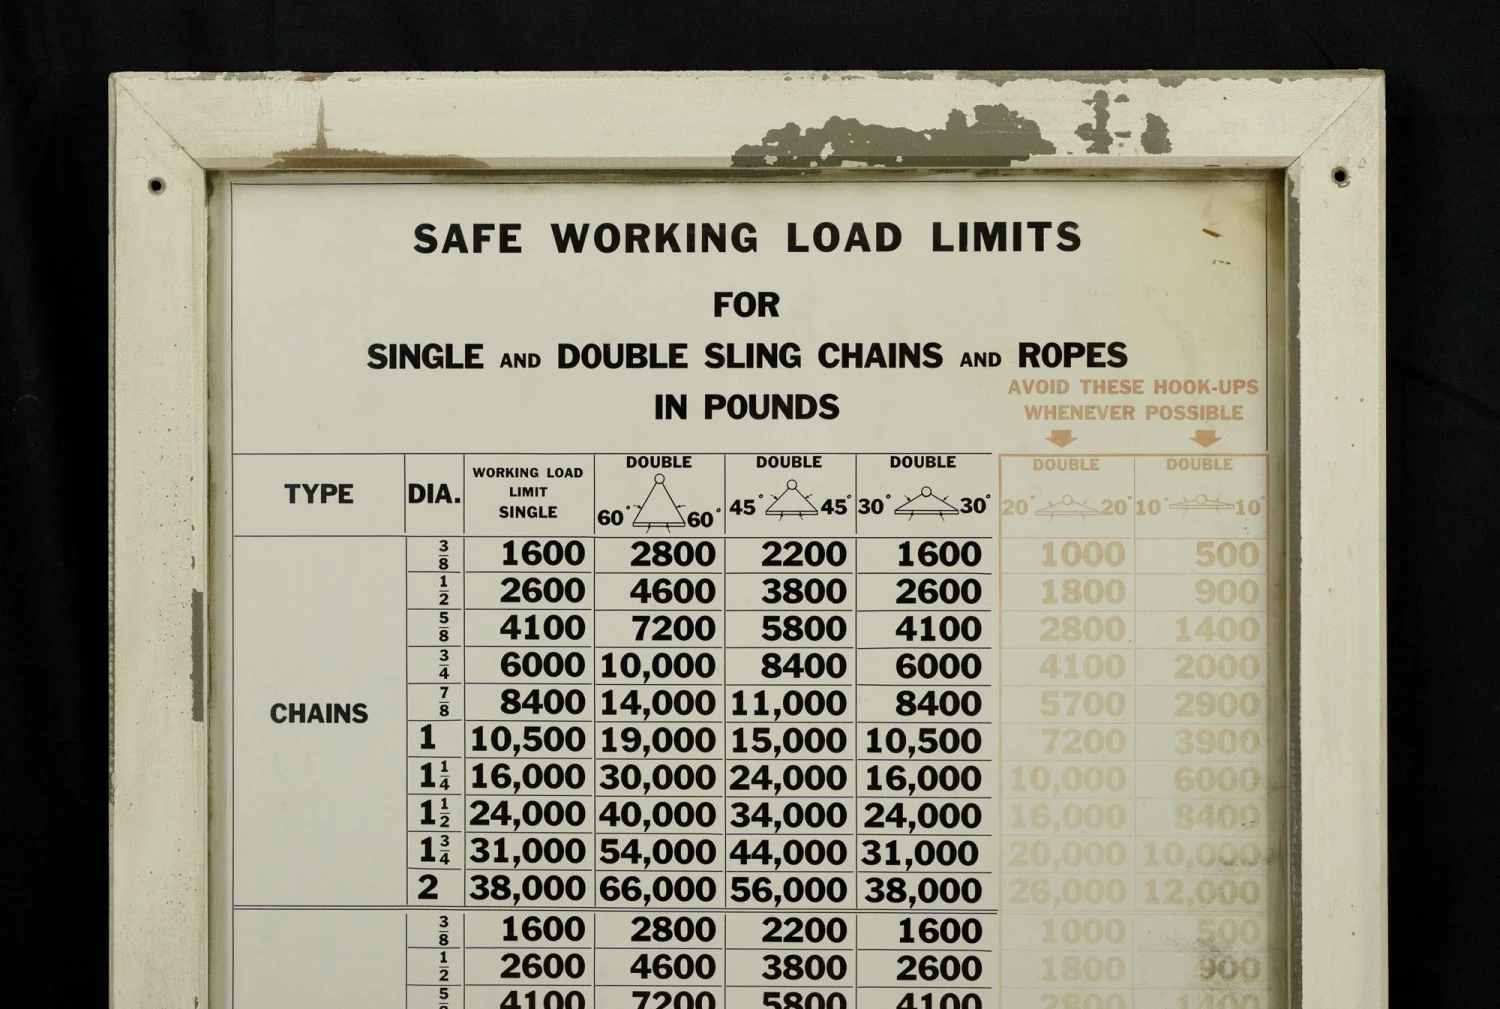 SAFE WORKING LOAD LIMITS
FOR
SINGLE AND DOUBLE SLING CHAINS AND ROPES
IN POUNDS
AVOID THESE HOOK-UPS
WHENEVER POSSIBLE
TYPE DIA. WORKING LOAD LIMIT SINGLE DOUBLE 60° 60° DOUBLE 45° 45° DOUBLE 30° 30° DOUBLE 20° 20° DOUBLE 10° 10°
CHAINS
3/8 1600 2800 2200 1600 1000 500
1/2 2600 4600 3800 2600 1800 900
5/8 4100 7200 5800 4100 2800 1400
3/4 6000 10,000 8400 6000 4100 2000
7/8 8400 14,000 11,000 8400 5700 2900
1 10,500 19,000 15,000 10,500 7200 3900
1 1/4 16,000 30,000 24,000 16,000 10,000 6000
1 1/2 24,000 40,000 34,000 24,000 16,000 8400
1 3/4 31,000 54,000 44,000 31,000 20,000 10,000
2 38,000 66,000 56,000 38,000 26,000 12,000
3/8 1600 2800 2200 1600 1000 500
1/2 2600 4600 3800 2600 1800 900
5/8 4100 7200 5800 4100 2800 1400